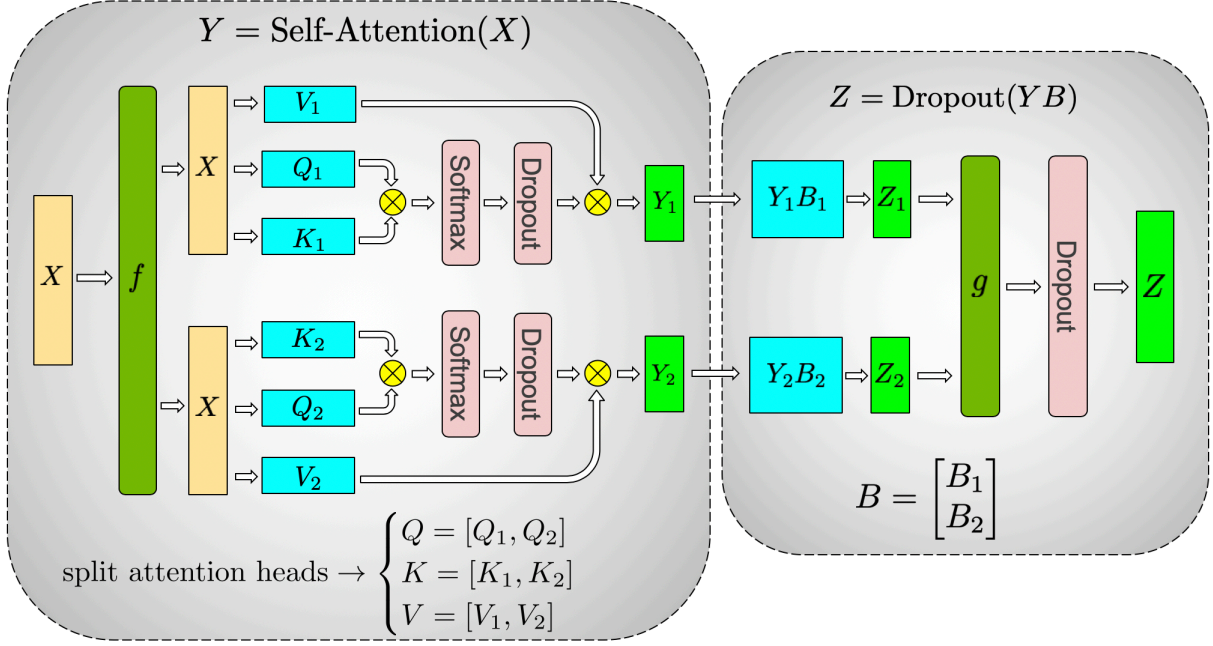 Y = Self-Attention(X)
X
f
X
V₁
Q₁
K₁
Softmax
Dropout
Y₁
X
K₂
Q₂
V₂
Softmax
Dropout
Y₂
split attention heads → { Q = [Q₁, Q₂]
K = [K₁, K₂]
V = [V₁, V₂]
Z = Dropout(YB)
Y₁B₁
Z₁
Y₂B₂
Z₂
g
Dropout
Z
B = [B₁
B₂]